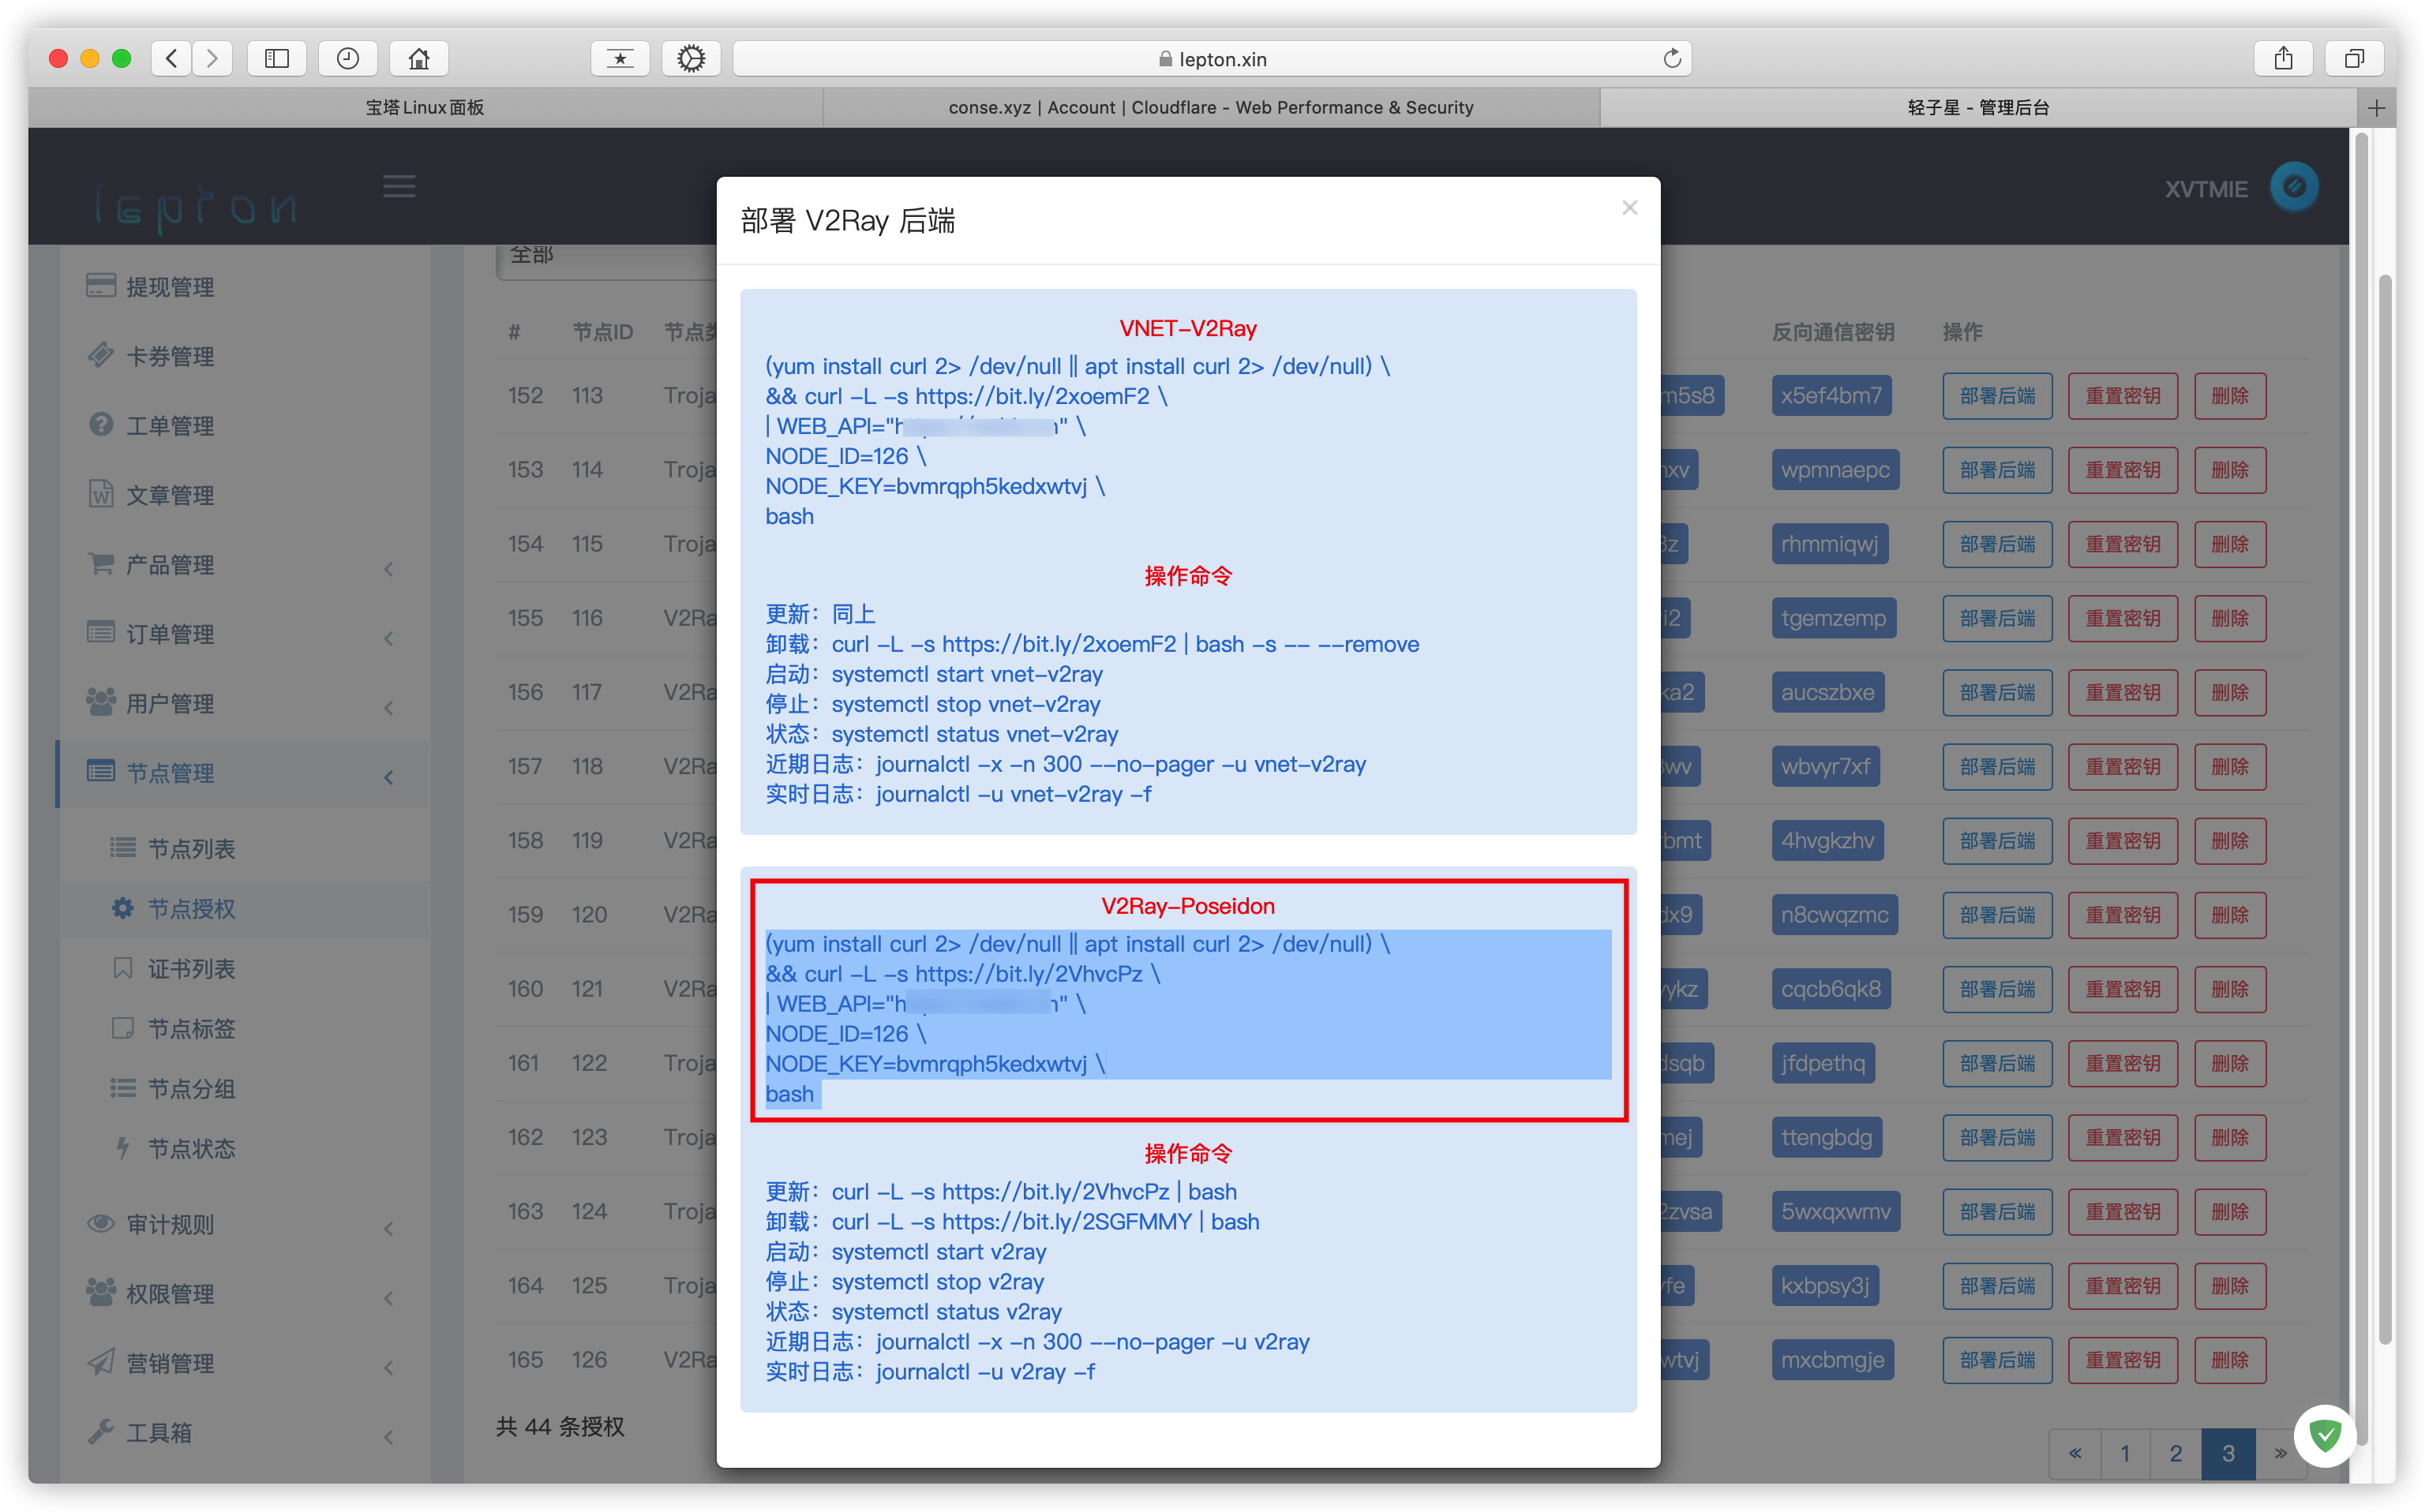 lepton.xin
宝塔Linux面板
conse.xyz | Account | Cloudflare - Web Performance & Security
轻子星 - 管理后台
lepton
XVTMIE
提现管理
卡券管理
工单管理
文章管理
产品管理
订单管理
用户管理
节点管理
节点列表
节点授权
证书列表
节点标签
节点分组
节点状态
审计规则
权限管理
营销管理
工具箱
全部
# 节点ID 节点类 反向通信密钥 操作
152 113 Troja m5s8 x5ef4bm7 部署后端 重置密钥 删除
153 114 Troja xv wpmnaepc 部署后端 重置密钥 删除
154 115 Troja 3z rhmmiqwj 部署后端 重置密钥 删除
155 116 V2Ra i2 tgemzemp 部署后端 重置密钥 删除
156 117 V2Ra ka2 aucszbxe 部署后端 重置密钥 删除
157 118 V2Ra wv wbvyr7xf 部署后端 重置密钥 删除
158 119 V2Ra bmt 4hvgkzhv 部署后端 重置密钥 删除
159 120 V2Ra dx9 n8cwqzmc 部署后端 重置密钥 删除
160 121 V2Ra ykz cqcb6qk8 部署后端 重置密钥 删除
161 122 Troja dsqb jfdpethq 部署后端 重置密钥 删除
162 123 Troja mej ttengbdg 部署后端 重置密钥 删除
163 124 Troja 2zvsa 5wxqxwmv 部署后端 重置密钥 删除
164 125 Troja fe kxbpsy3j 部署后端 重置密钥 删除
165 126 V2Ra wtvj mxcbmgje 部署后端 重置密钥 删除
共 44 条授权
« 1 2 3 »
部署 V2Ray 后端
×
VNET-V2Ray
(yum install curl 2> /dev/null || apt install curl 2> /dev/null) \
&& curl -L -s https://bit.ly/2xoemF2 \
| WEB_API="h " \
NODE_ID=126 \
NODE_KEY=bvmrqph5kedxwtvj \
bash
操作命令
更新：同上
卸载：curl -L -s https://bit.ly/2xoemF2 | bash -s -- --remove
启动：systemctl start vnet-v2ray
停止：systemctl stop vnet-v2ray
状态：systemctl status vnet-v2ray
近期日志：journalctl -x -n 300 --no-pager -u vnet-v2ray
实时日志：journalctl -u vnet-v2ray -f
V2Ray-Poseidon
(yum install curl 2> /dev/null || apt install curl 2> /dev/null) \
&& curl -L -s https://bit.ly/2VhvcPz \
| WEB_API="h " \
NODE_ID=126 \
NODE_KEY=bvmrqph5kedxwtvj \
bash
操作命令
更新：curl -L -s https://bit.ly/2VhvcPz | bash
卸载：curl -L -s https://bit.ly/2SGFMMY | bash
启动：systemctl start v2ray
停止：systemctl stop v2ray
状态：systemctl status v2ray
近期日志：journalctl -x -n 300 --no-pager -u v2ray
实时日志：journalctl -u v2ray -f